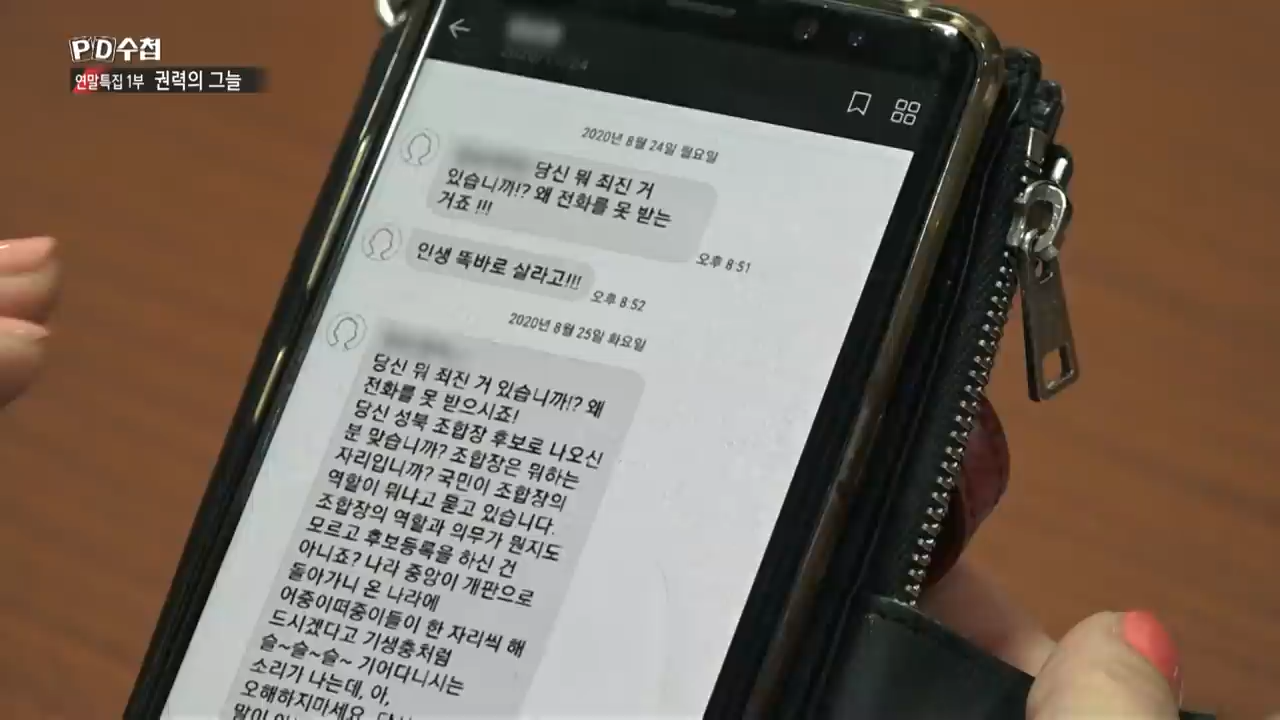 PD수첩
연말특집 1부 권력의 그늘
2020년 8월 24일 월요일
당신 뭐 죄진 거
있습니까!? 왜 전화를 못 받는
거죠 !!!
오후 8:51
인생 똑바로 살라고!!!
오후 8:52
2020년 8월 25일 화요일
당신 뭐 죄진 거 있습니까!? 왜
전화를 못 받으시죠!
당신 성북 조합장 후보로 나오신
분 맞습니까? 조합장은 뭐하는
자리입니까? 국민이 조합장의
역할이 뭐냐고 묻고 있습니다.
조합장의 역할과 의무가 뭔지도
모르고 후보등록을 하신 건
아니죠? 나라 중앙이 개판으로
돌아가니 온 나라에
어중이떠중이들이 한 자리씩 해
드시겠다고 기생충처럼
슬~슬~슬~ 기어다니시는
소리가 나는데, 아,
오해하지마세요.